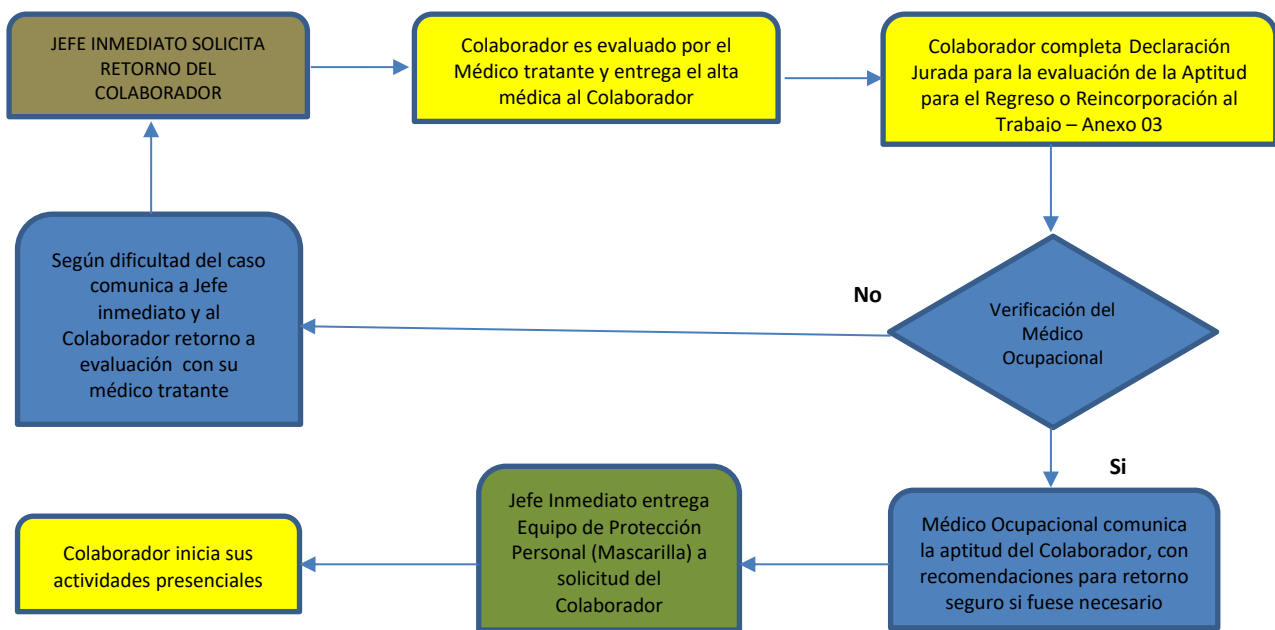 JEFE INMEDIATO SOLICITA
RETORNO DEL
COLABORADOR
Colaborador es evaluado por el
Médico tratante y entrega el alta
médica al Colaborador
Colaborador completa Declaración
Jurada para la evaluación de la Aptitud
para el Regreso o Reincorporación al
Trabajo – Anexo 03
Verificación del
Médico
Ocupacional
No
Según dificultad del caso
comunica a Jefe
inmediato y al
Colaborador retorno a
evaluación con su
médico tratante
Si
Médico Ocupacional comunica
la aptitud del Colaborador, con
recomendaciones para retorno
seguro si fuese necesario
Jefe Inmediato entrega
Equipo de Protección
Personal (Mascarilla) a
solicitud del
Colaborador
Colaborador inicia sus
actividades presenciales